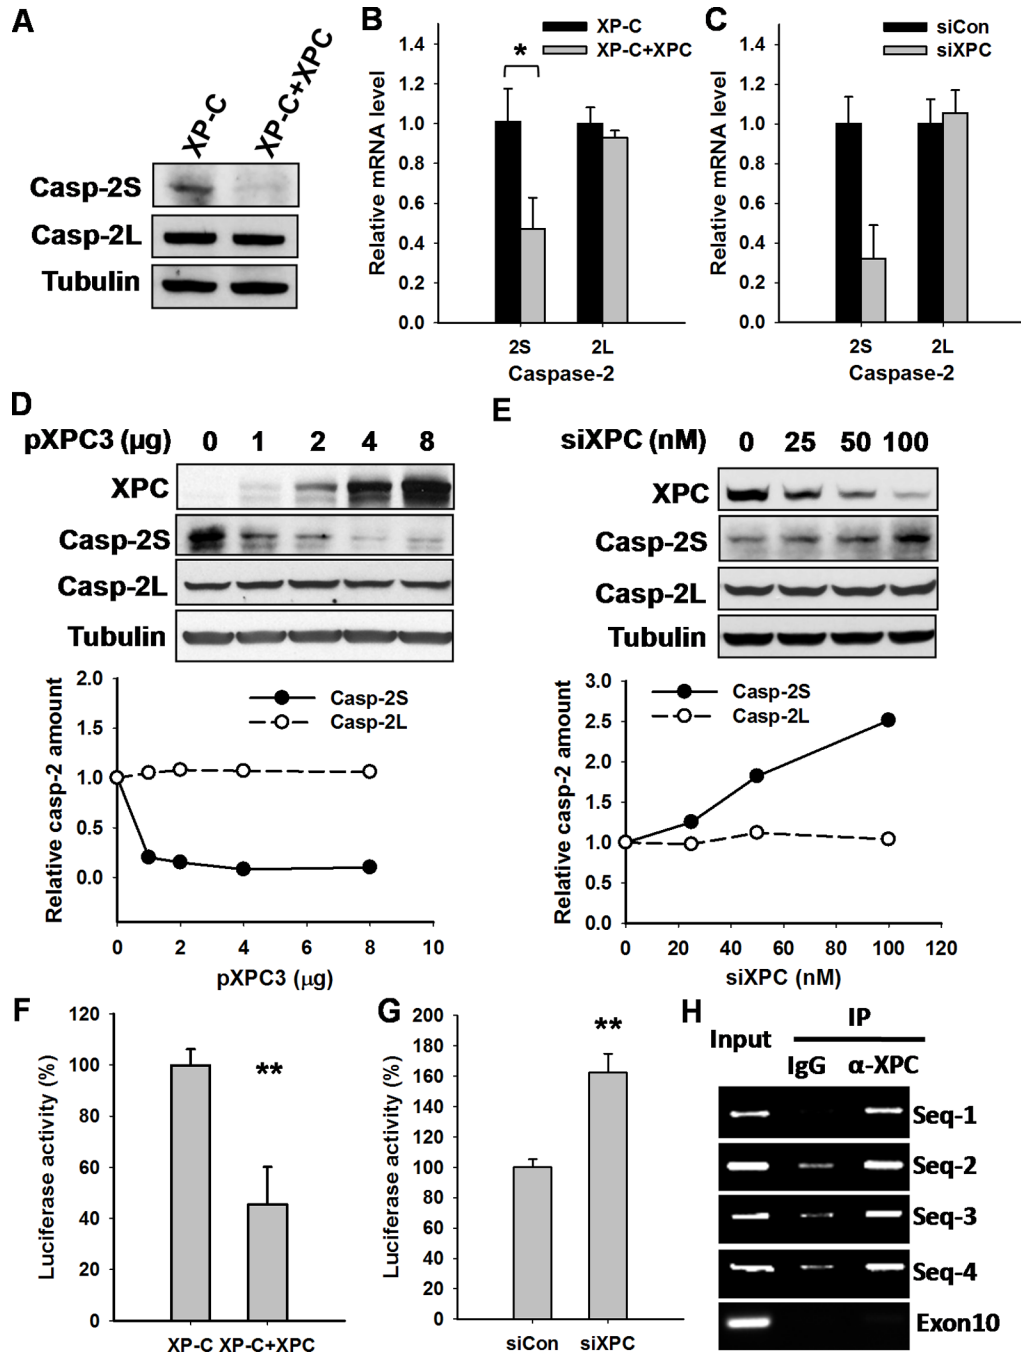 A
XP-C
XP-C+XPC
Casp-2S
Casp-2L
Tubulin
B
XP-C
XP-C+XPC
*
Relative mRNA level
1.4
1.2
1.0
0.8
0.6
0.4
0.2
0.0
2S 2L
Caspase-2
C
siCon
siXPC
Relative mRNA level
1.4
1.2
1.0
0.8
0.6
0.4
0.2
0.0
2S 2L
Caspase-2
D
pXPC3 (µg) 0 1 2 4 8
XPC
Casp-2S
Casp-2L
Tubulin
Casp-2S
Casp-2L
Relative casp-2 amount
2.0
1.5
1.0
0.5
0.0
0 2 4 6 8 10
pXPC3 (µg)
E
siXPC (nM) 0 25 50 100
XPC
Casp-2S
Casp-2L
Tubulin
Casp-2S
Casp-2L
Relative casp-2 amount
3.0
2.5
2.0
1.5
1.0
0.5
0.0
0 20 40 60 80 100 120
siXPC (nM)
F
Luciferase activity (%)
120
100
80
60
40
20
0
**
XP-C XP-C+XPC
G
Luciferase activity (%)
200
180
160
140
120
100
80
60
40
20
0
**
siCon siXPC
H
IP
Input IgG α-XPC
Seq-1
Seq-2
Seq-3
Seq-4
Exon10